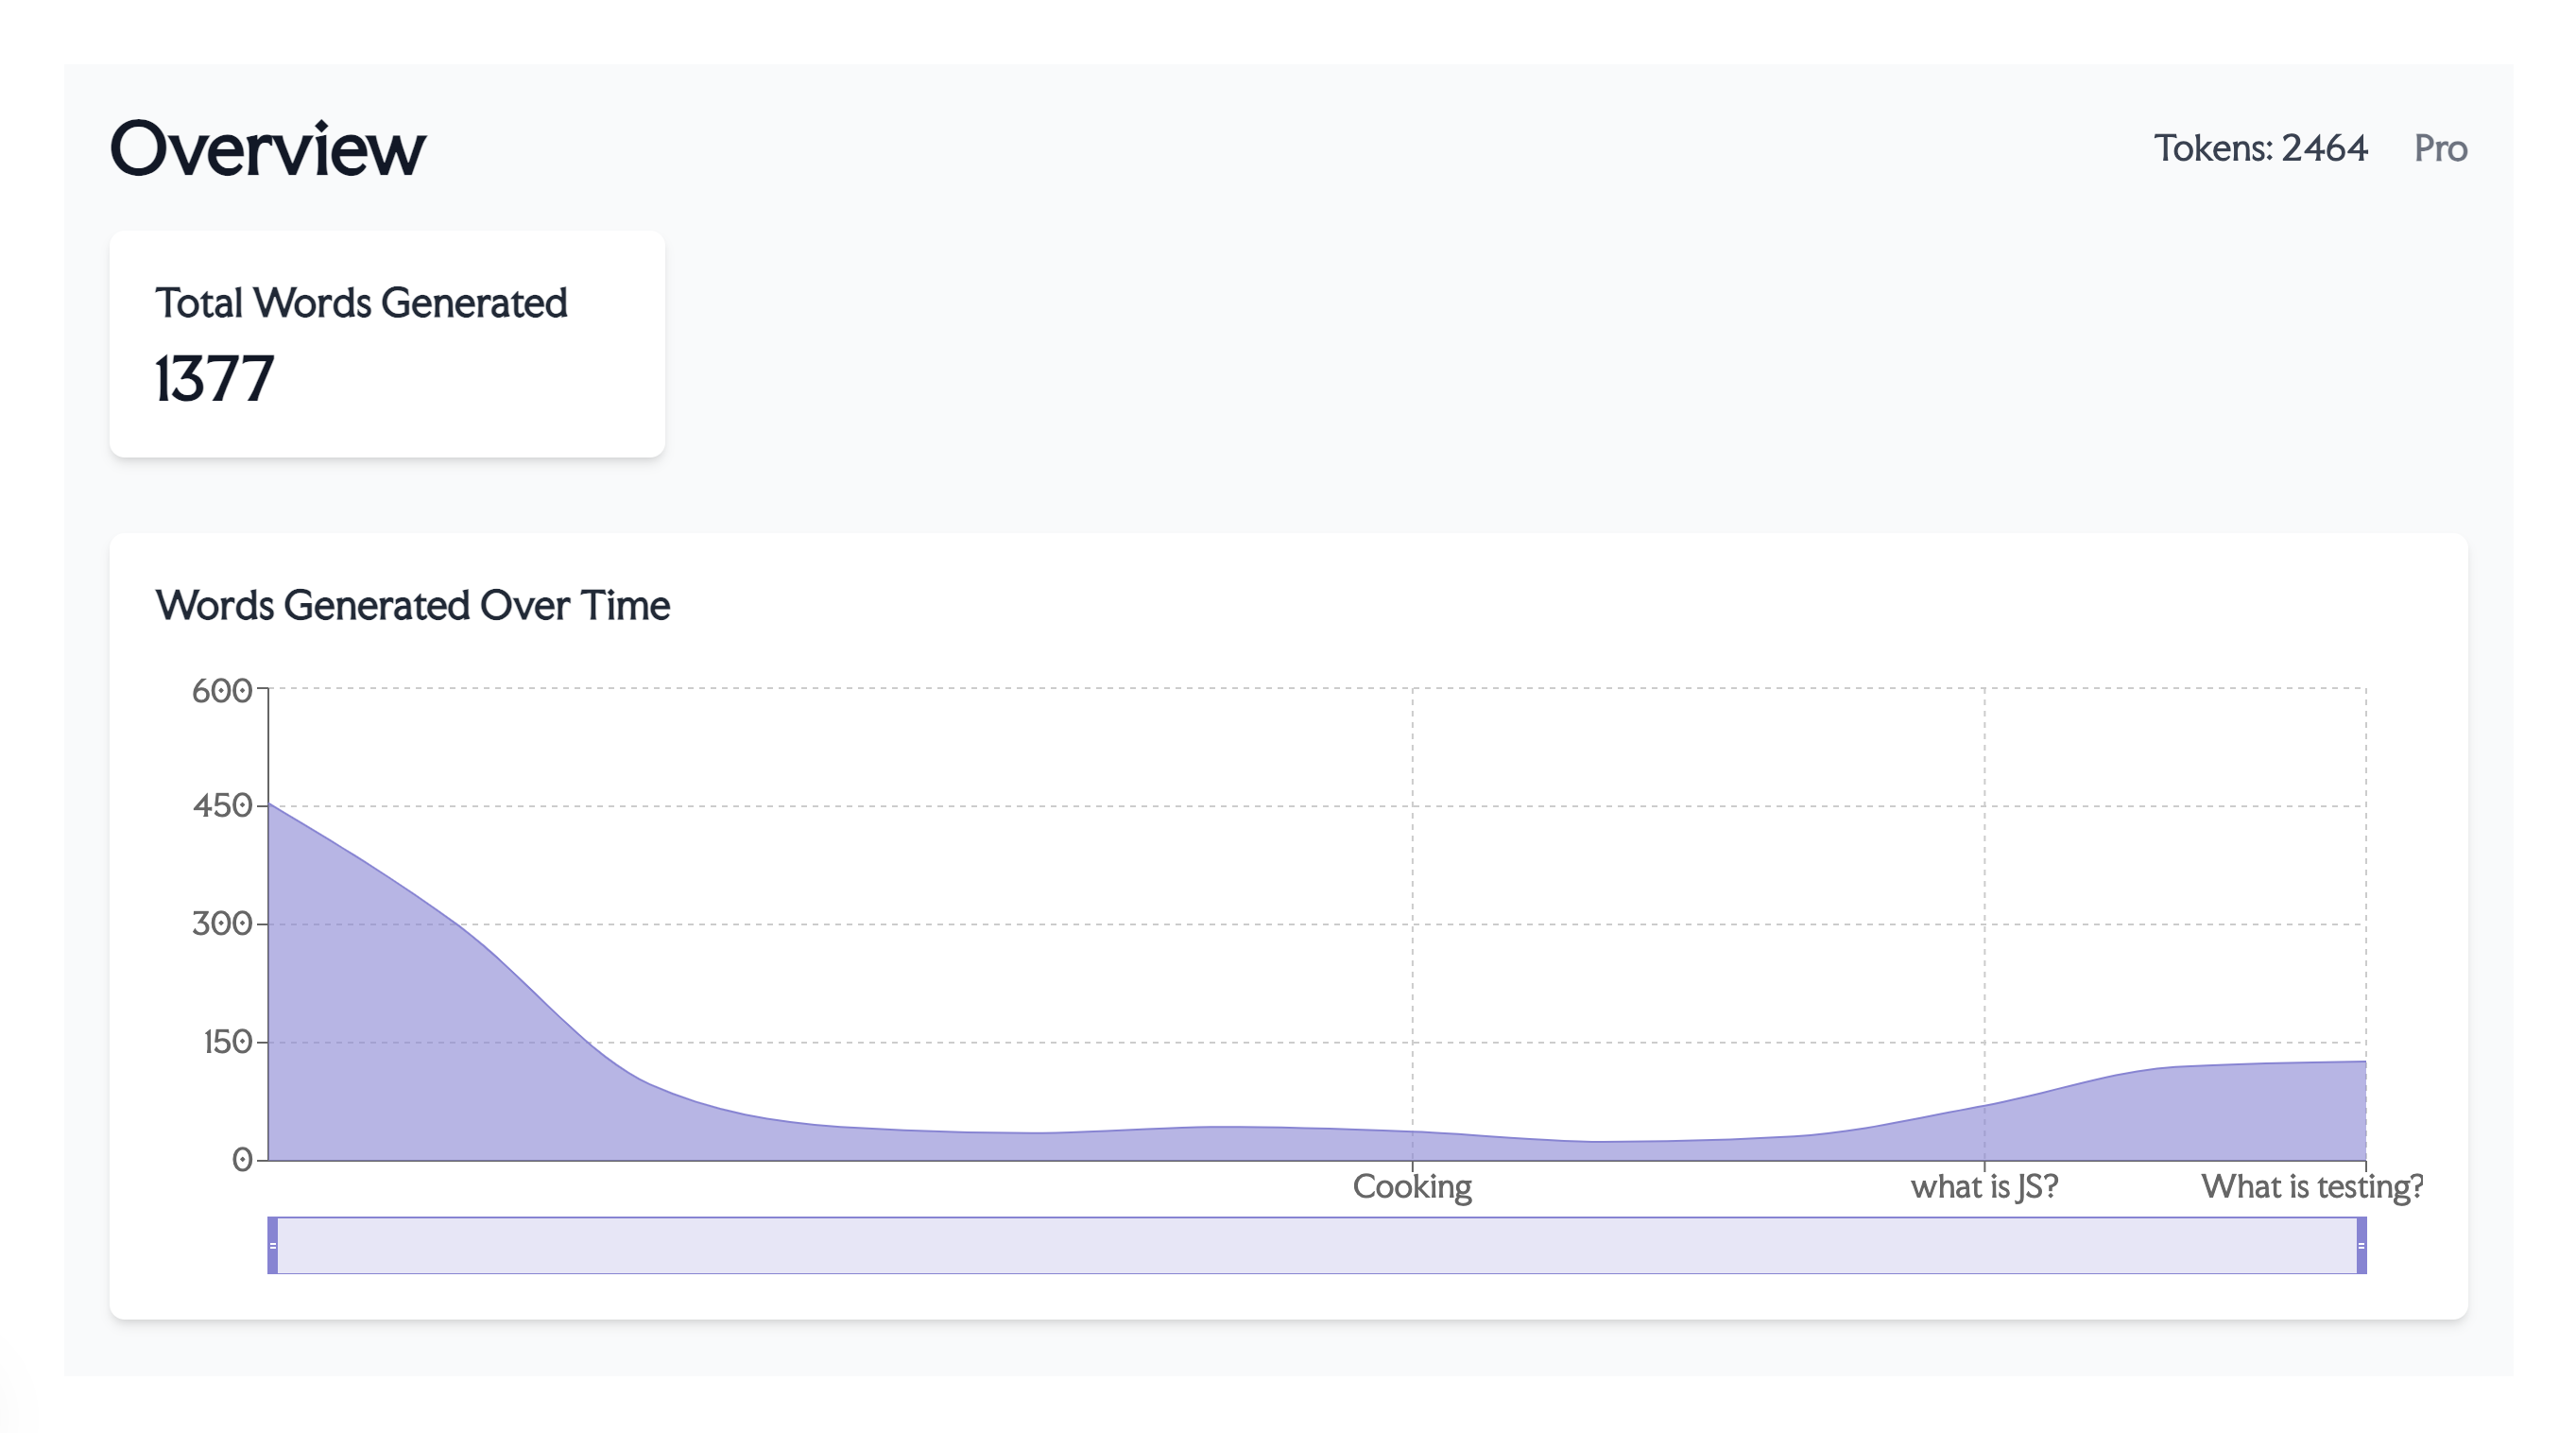 Overview
Tokens: 2464 Pro
Total Words Generated
1377
Words Generated Over Time
600
450
300
150
0
Cooking what is JS? What is testing?